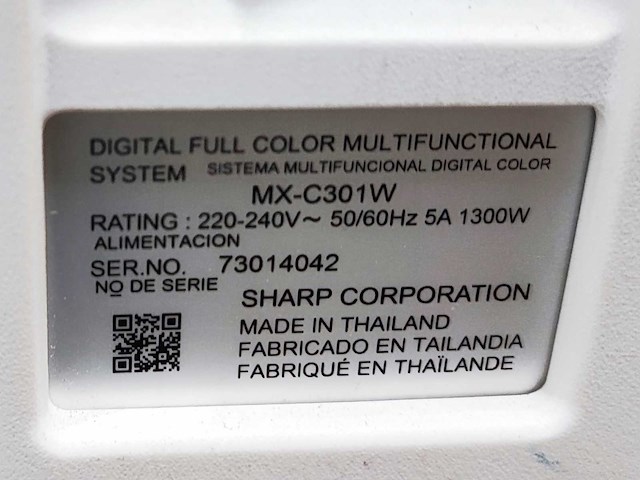 DIGITAL FULL COLOR MULTIFUNCTIONAL
SYSTEM SISTEMA MULTIFUNCIONAL DIGITAL COLOR
MX-C301W
RATING : 220-240V~ 50/60Hz 5A 1300W
ALIMENTACION
SER.NO. 73014042
NO DE SERIE
SHARP CORPORATION
MADE IN THAILAND
FABRICADO EN TAILANDIA
FABRIQUÉ EN THAÏLANDE